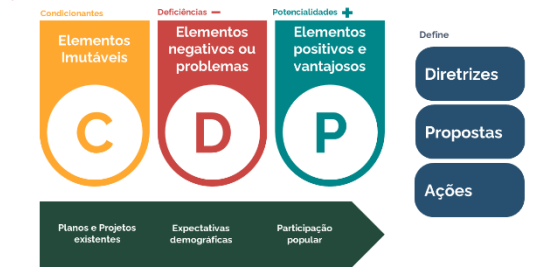 Condicionantes
Elementos
Imutáveis
C
Deficiências −
Elementos
negativos ou
problemas
D
Potencialidades +
Elementos
positivos e
vantajosos
P
Define
Diretrizes
Propostas
Ações
Planos e Projetos
existentes
Expectativas
demográficas
Participação
popular